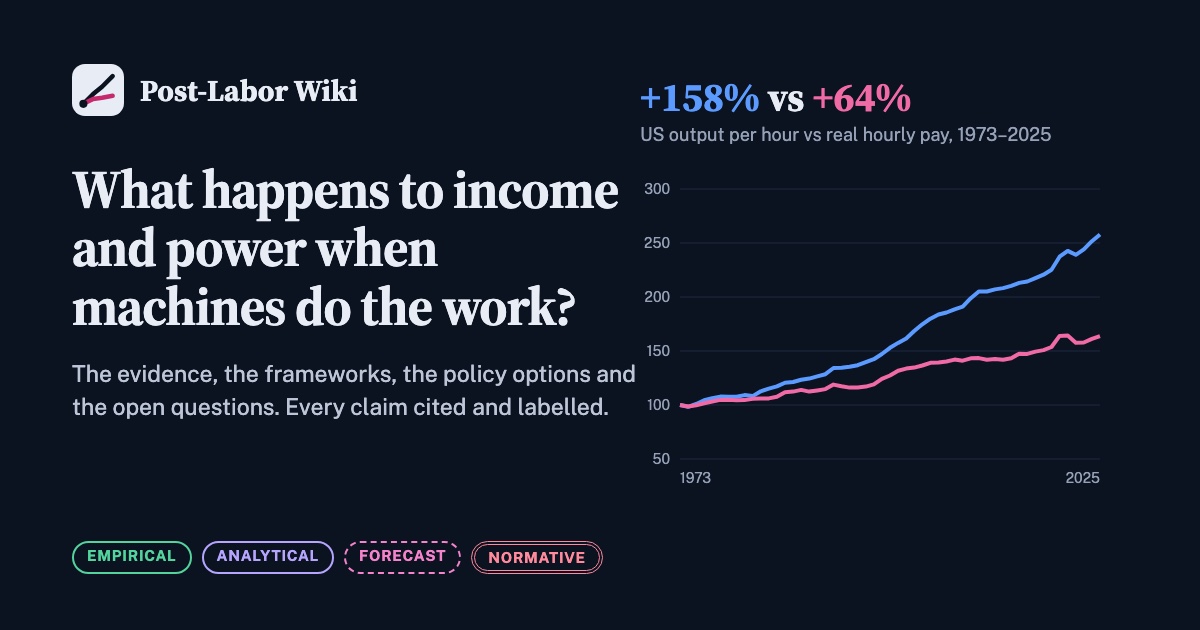 Post-Labor Wiki
What happens to income
and power when
machines do the work?
The evidence, the frameworks, the policy options and
the open questions. Every claim cited and labelled.
EMPIRICAL
ANALYTICAL
FORECAST
NORMATIVE
+158% vs +64%
US output per hour vs real hourly pay, 1973–2025
300
250
200
150
100
50
1973
2025